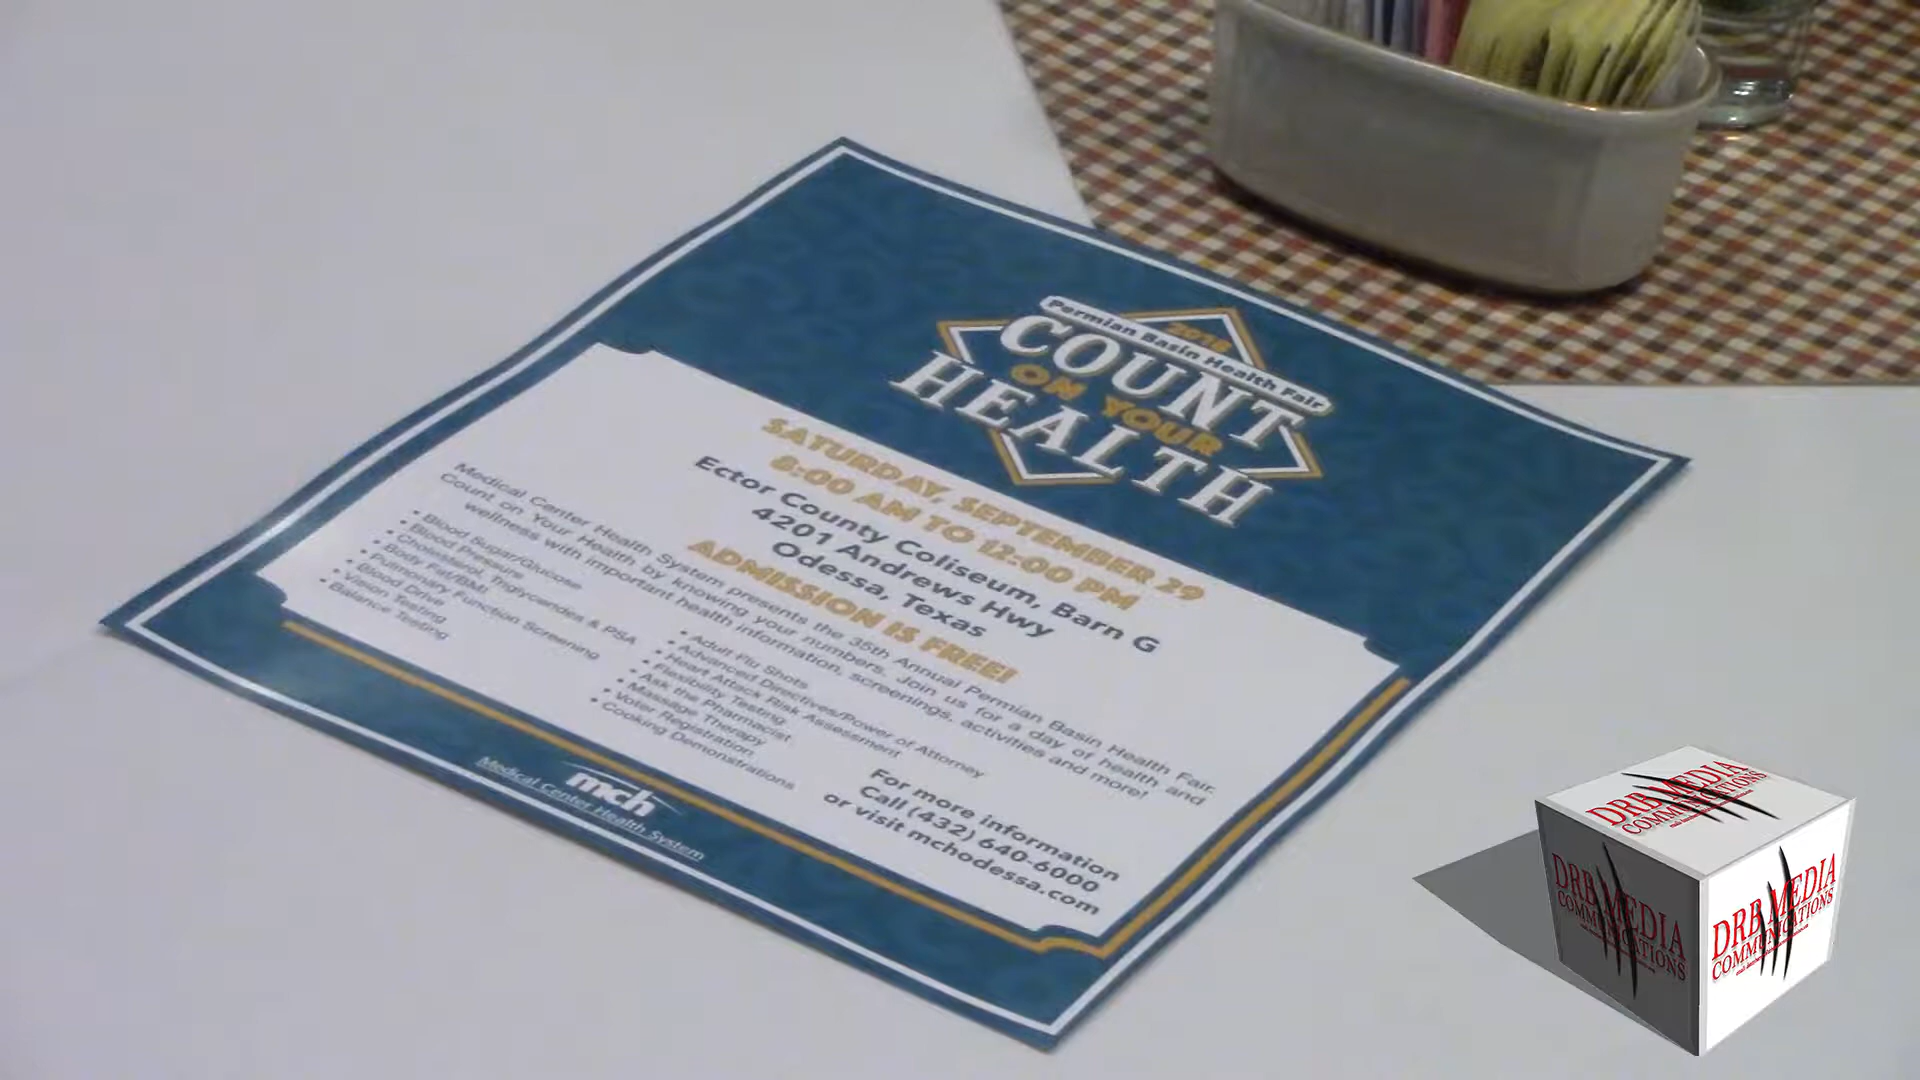 2018
Permian Basin Health Fair
COUNT
ON YOUR
HEALTH
SATURDAY, SEPTEMBER 29
8:00 AM TO 12:00 PM
Ector County Coliseum, Barn G
4201 Andrews Hwy
Odessa, Texas
ADMISSION IS FREE!
Medical Center Health System presents the 35th Annual Permian Basin Health Fair.
Count on Your Health by knowing your numbers. Join us for a day of health and
wellness with important health information, screenings, activities and more!
• Blood Sugar/Glucose
• Blood Pressure
• Cholesterol, Triglycerides & PSA
• Body Fat/BMI
• Pulmonary Function Screening
• Blood Drive
• Vision Testing
• Balance Testing
• Adult Flu Shots
• Advanced Directives/Power of Attorney
• Heart Attack Risk Assessment
• Flexibility Testing
• Ask the Pharmacist
• Massage Therapy
• Voter Registration
• Cooking Demonstrations
For more information
Call (432) 640-6000
or visit mchodessa.com
mch
Medical Center Health System
DRB MEDIA
COMMUNICATIONS
DRB MEDIA
COMMUNICATIONS
DRB MEDIA
COMMUNICATIONS